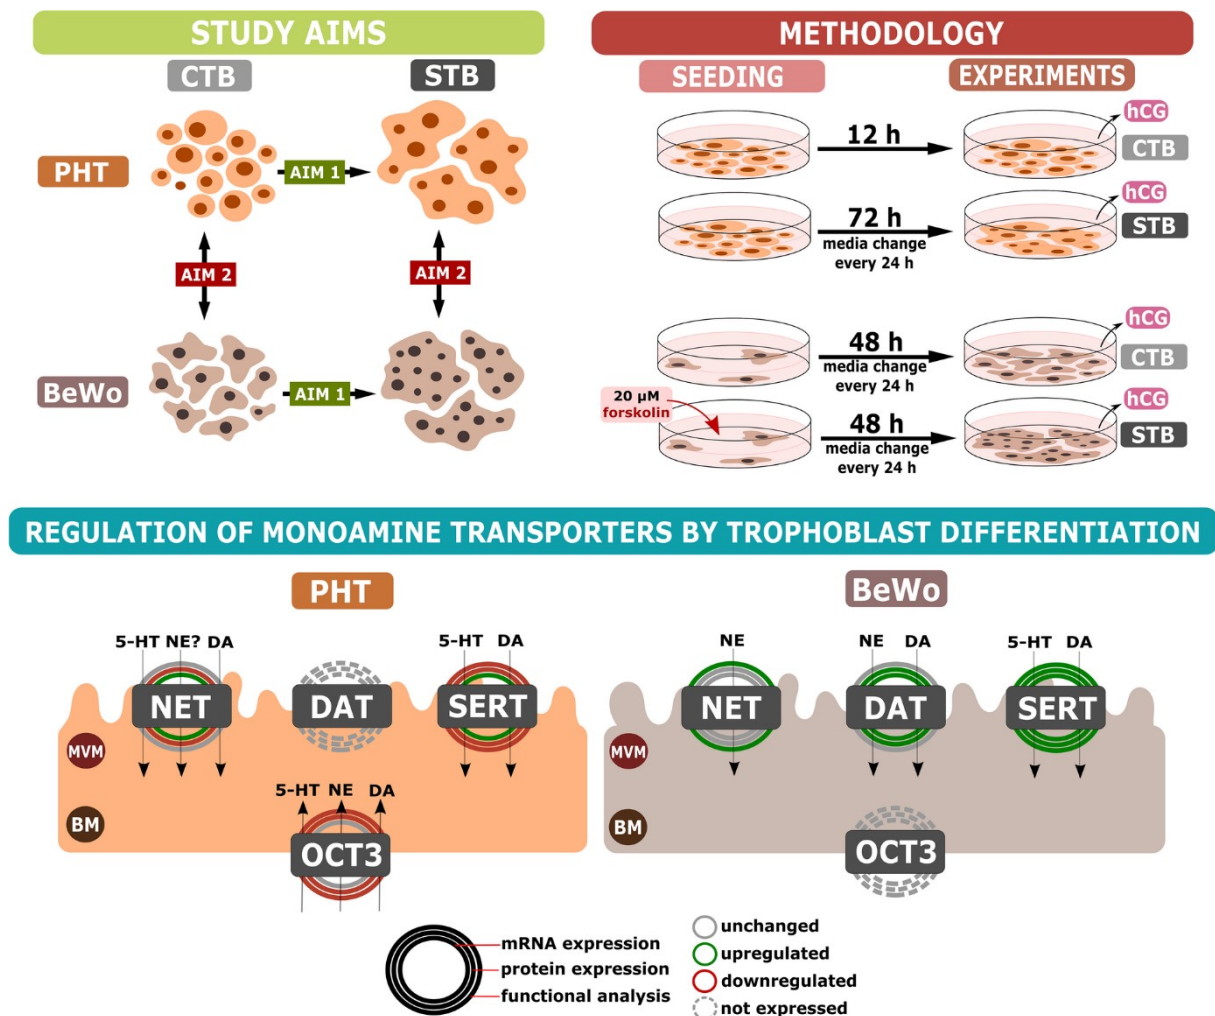 STUDY AIMS
CTB
STB
PHT
AIM 1
AIM 2
AIM 2
BeWo
AIM 1
METHODOLOGY
SEEDING
EXPERIMENTS
12 h
hCG
CTB
72 h
media change
every 24 h
hCG
STB
48 h
media change
every 24 h
hCG
CTB
20 µM
forskolin
48 h
media change
every 24 h
hCG
STB
REGULATION OF MONOAMINE TRANSPORTERS BY TROPHOBLAST DIFFERENTIATION
PHT
5-HT NE? DA
NET
DAT
5-HT DA
SERT
MVM
BM
5-HT NE DA
OCT3
BeWo
NE
NET
NE DA
DAT
5-HT DA
SERT
MVM
BM
OCT3
mRNA expression
protein expression
functional analysis
unchanged
upregulated
downregulated
not expressed